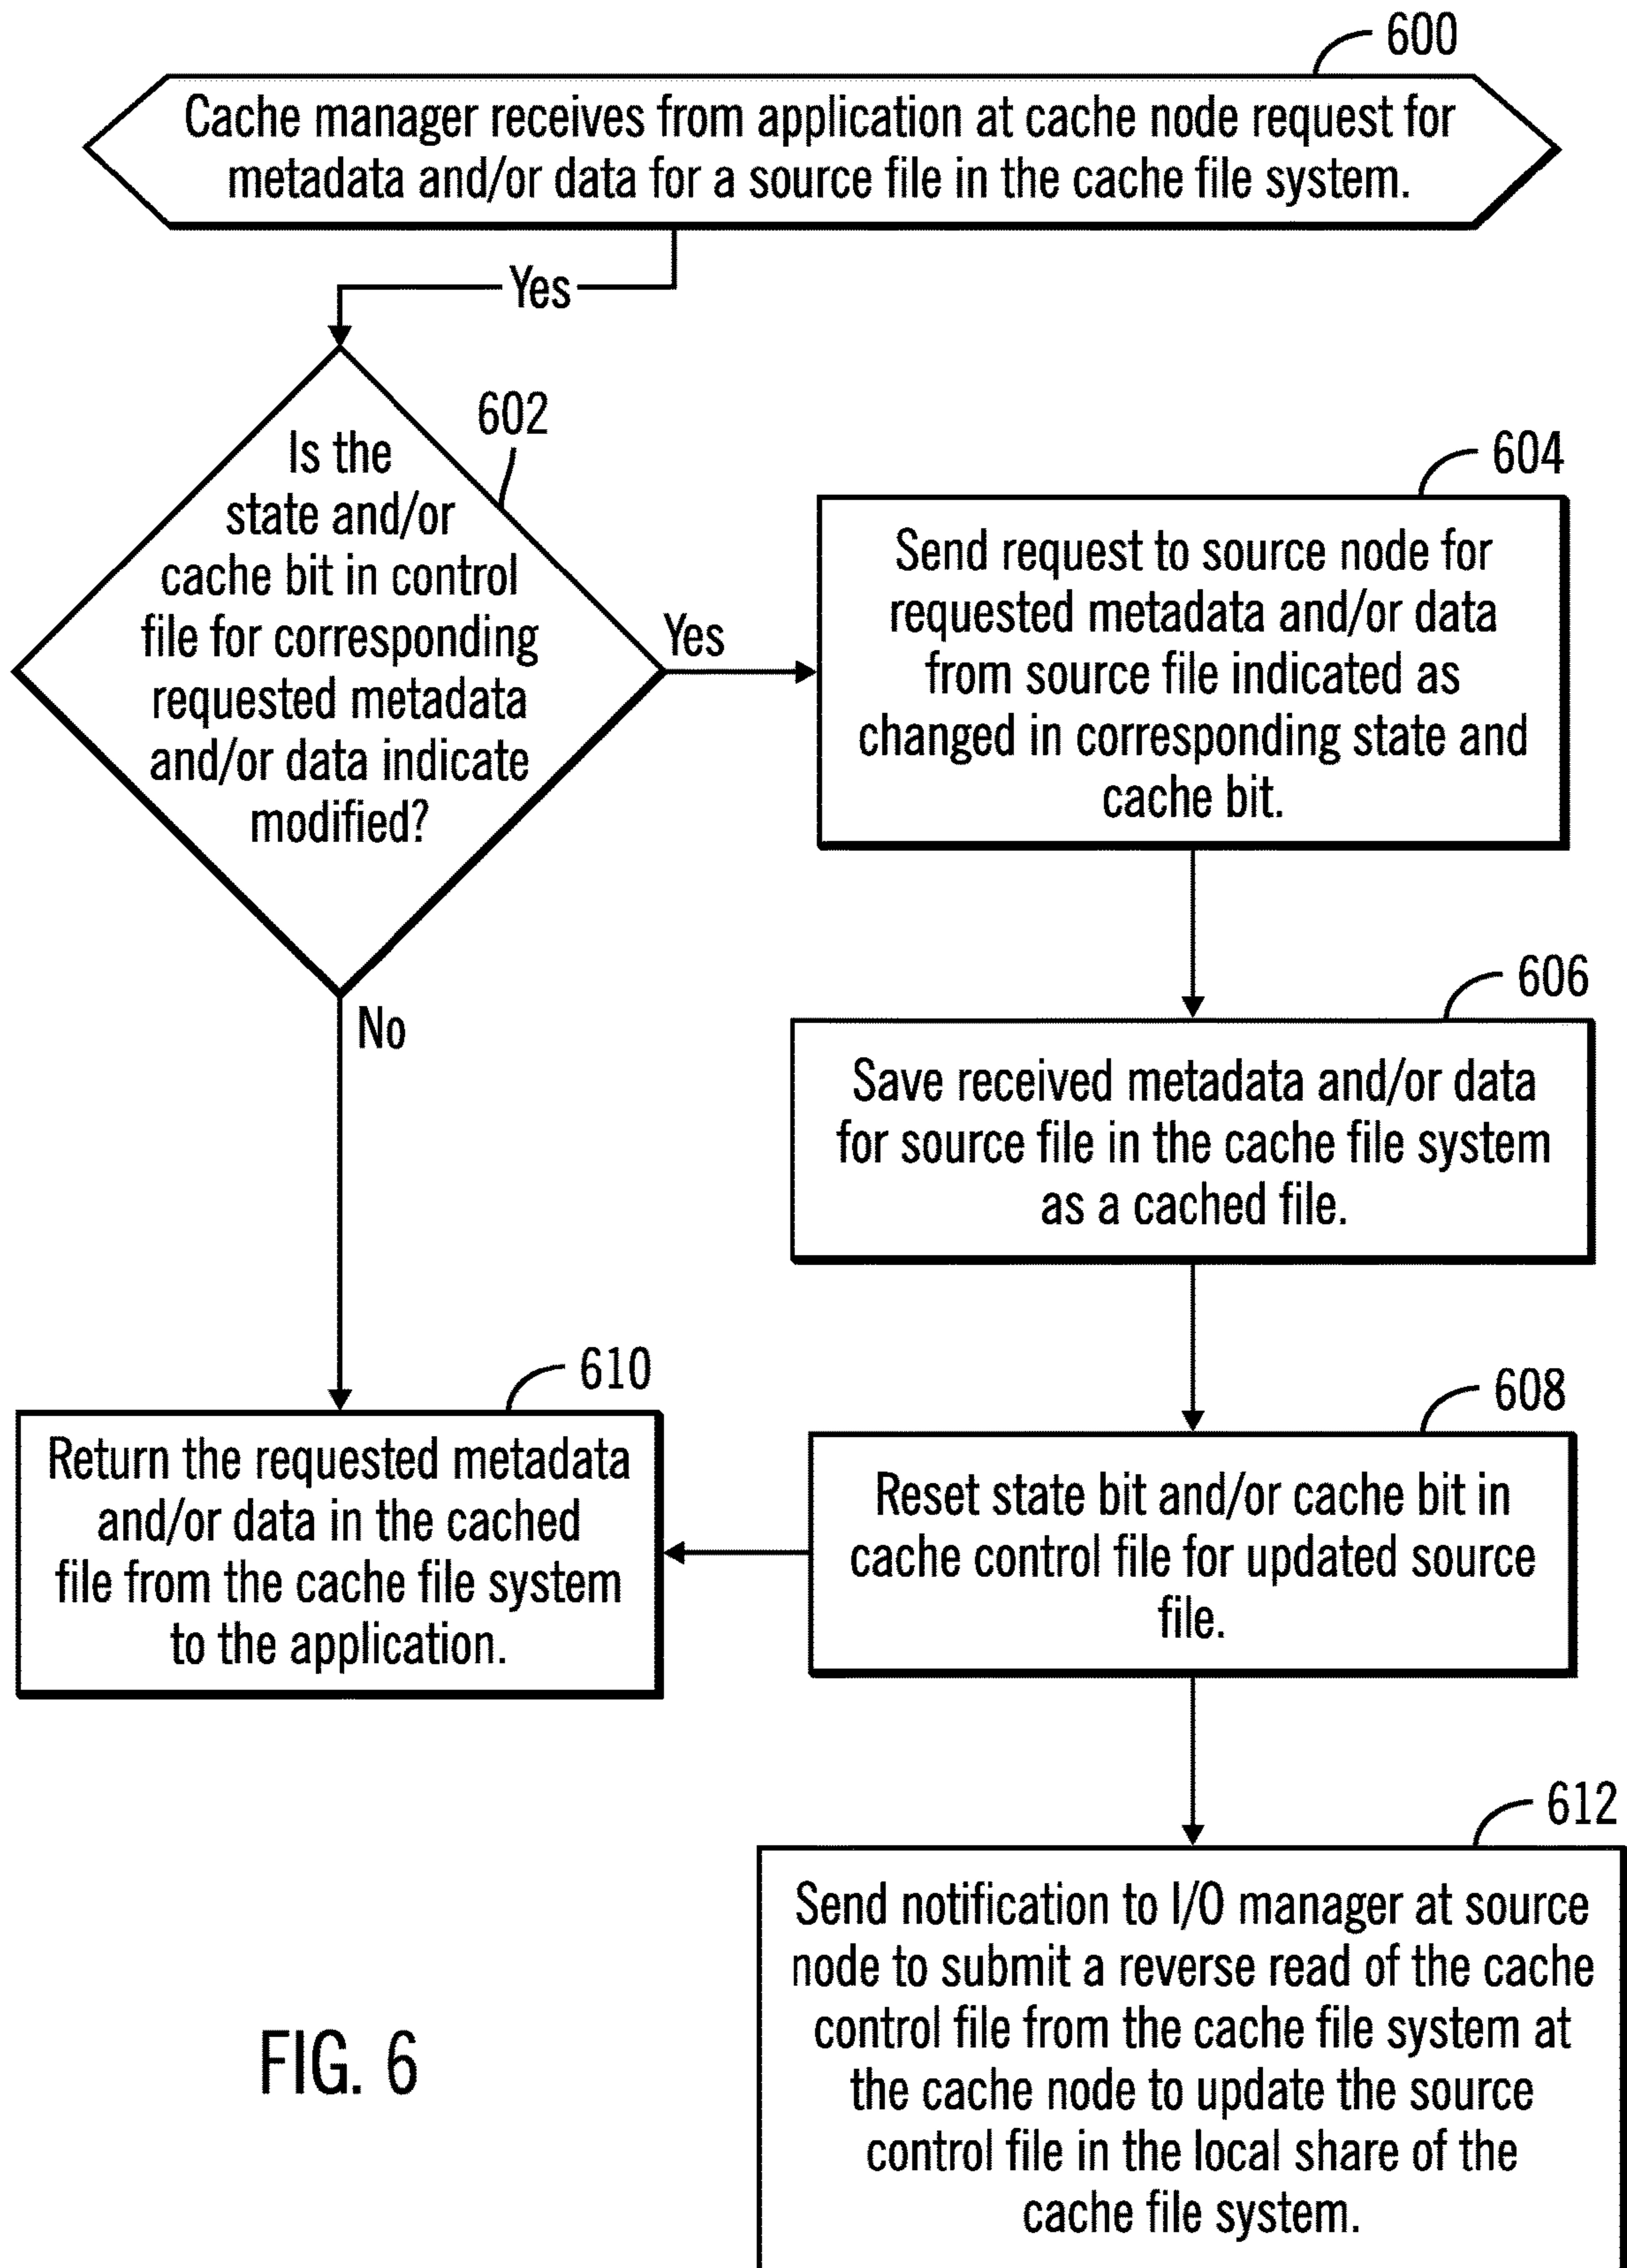 600
Cache manager receives from application at cache node request for
metadata and/or data for a source file in the cache file system.
Yes
602
Is the
state and/or
cache bit in control
file for corresponding
requested metadata
and/or data indicate
modified?
Yes
No
604
Send request to source node for
requested metadata and/or data
from source file indicated as
changed in corresponding state and
cache bit.
606
Save received metadata and/or data
for source file in the cache file system
as a cached file.
608
Reset state bit and/or cache bit in
cache control file for updated source
file.
610
Return the requested metadata
and/or data in the cached
file from the cache file system
to the application.
612
Send notification to I/O manager at source
node to submit a reverse read of the cache
control file from the cache file system at
the cache node to update the source
control file in the local share of the
cache file system.
FIG. 6